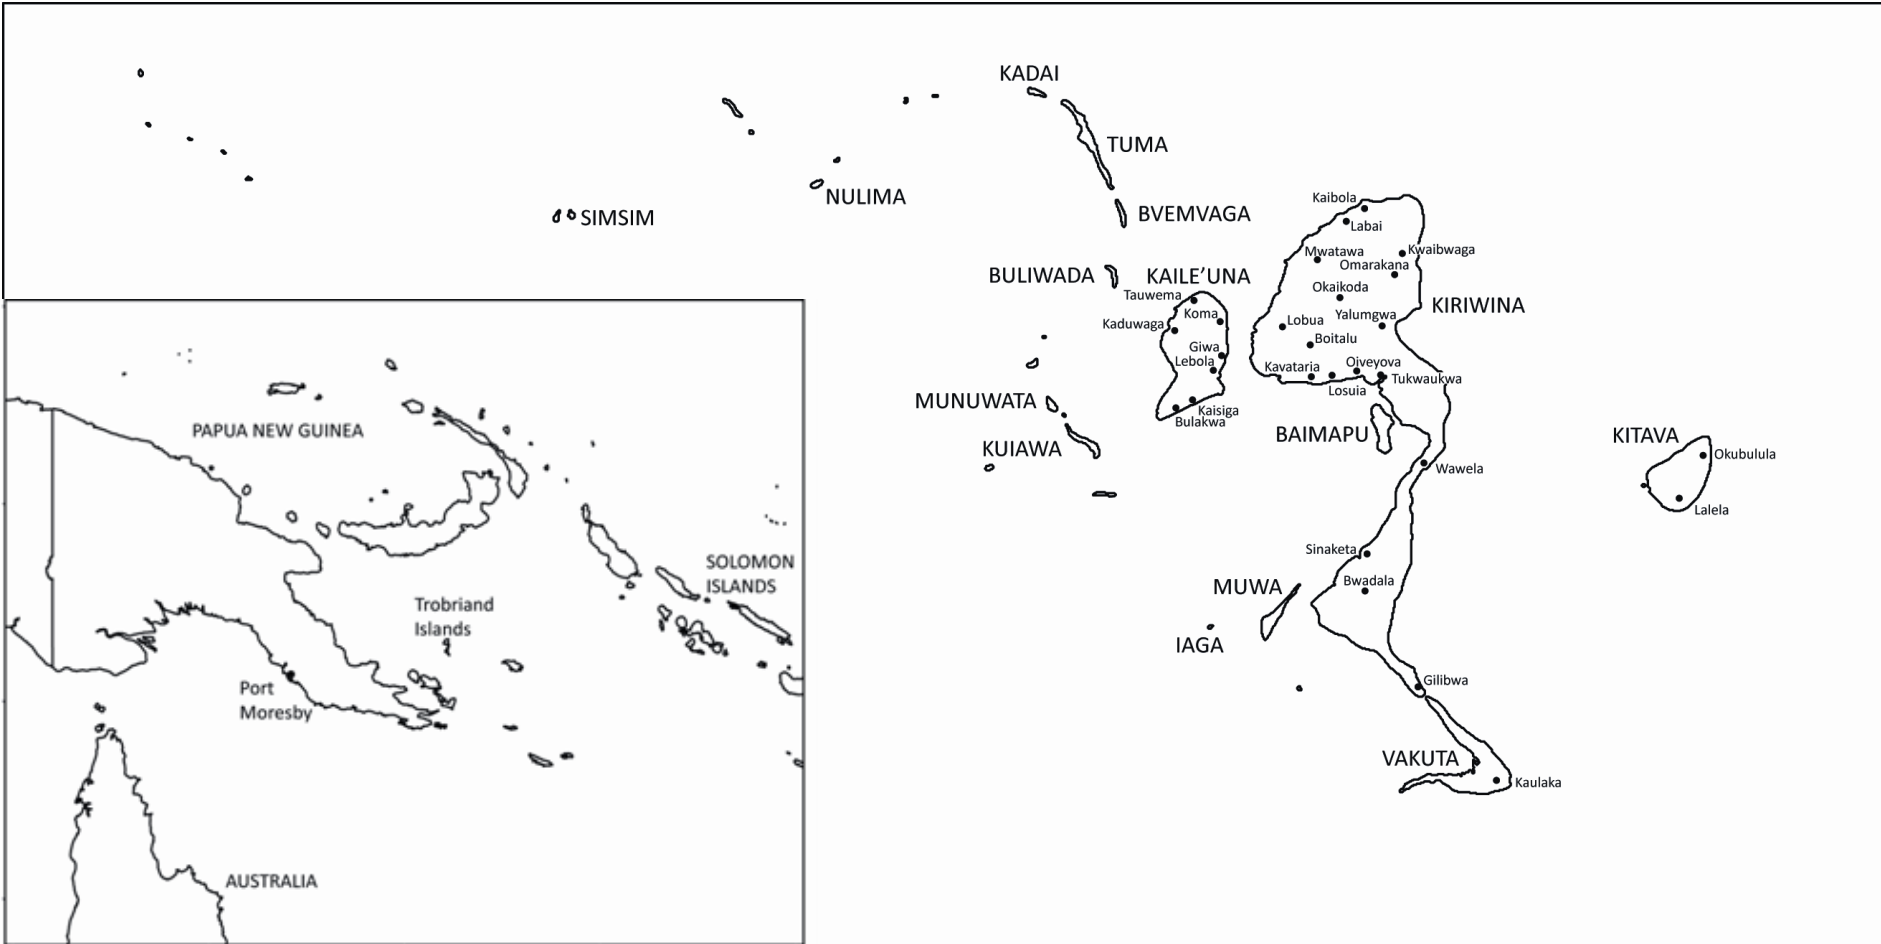 KADAI
TUMA
NULIMA
SIMSIM
BVEMVAGA
Kaibola
Labai
Kwaibwaga
Mwatawa
Omarakana
BULIWADA
KAILE’UNA
Okaikoda
Tauwema
KIRIWINA
Koma
Yalumgwa
Kaduwaga
Lobua
Boitalu
Giwa
Lebola
Oiveyova
Kavataria
Tukwaukwa
Losuia
MUNUWATA
Kaisiga
Bulakwa
BAIMAPU
KUIAWA
KITAVA
Okubulula
Wawela
Lalela
Sinaketa
Bwadala
MUWA
IAGA
Gilibwa
VAKUTA
Kaulaka
PAPUA NEW GUINEA
SOLOMON
ISLANDS
Trobriand
Islands
Port
Moresby
AUSTRALIA